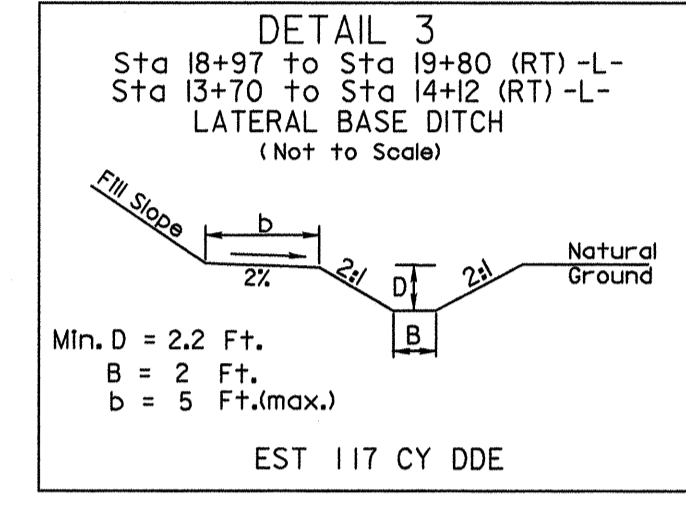 DETAIL 3
Sta 18+97 to Sta 19+80 (RT) -L-
Sta 13+70 to Sta 14+12 (RT) -L-
LATERAL BASE DITCH
(Not to Scale)
Fill Slope
b
2%
2:1
D
2:1
Natural
Ground
B
Min. D = 2.2 Ft.
B = 2 Ft.
b = 5 Ft.(max.)
EST 117 CY DDE